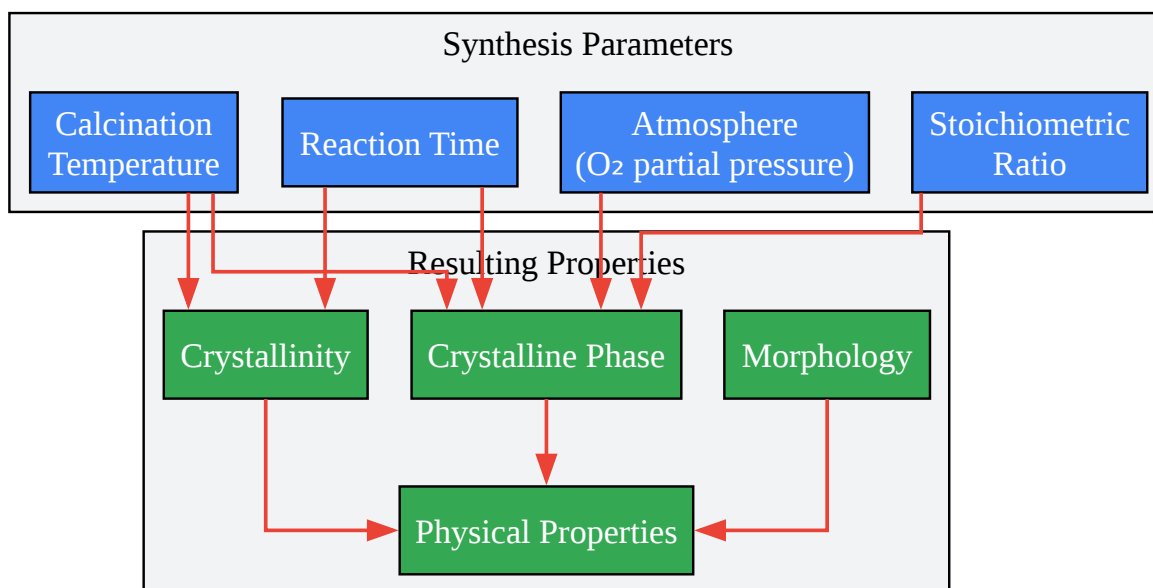 Synthesis Parameters
Calcination
Temperature
Reaction Time
Atmosphere
(O₂ partial pressure)
Stoichiometric
Ratio
Resulting Properties
Crystallinity
Crystalline Phase
Morphology
Physical Properties